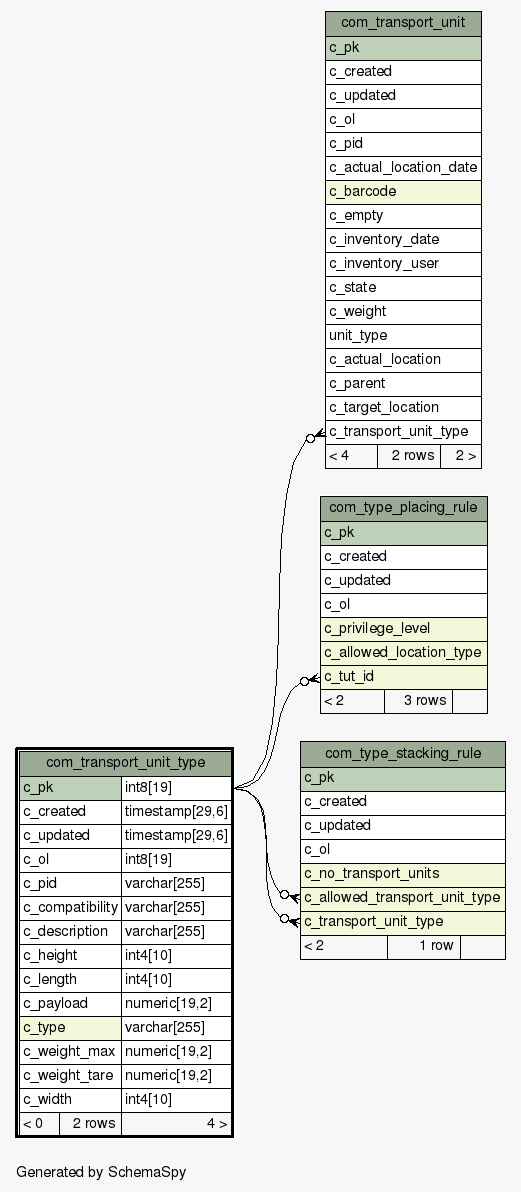 com_transport_unit
c_pk
c_created
c_updated
c_ol
c_pid
c_actual_location_date
c_barcode
c_empty
c_inventory_date
c_inventory_user
c_state
c_weight
unit_type
c_actual_location
c_parent
c_target_location
c_transport_unit_type
< 4 2 rows 2 >
com_type_placing_rule
c_pk
c_created
c_updated
c_ol
c_privilege_level
c_allowed_location_type
c_tut_id
< 2 3 rows
com_type_stacking_rule
c_pk
c_created
c_updated
c_ol
c_no_transport_units
c_allowed_transport_unit_type
c_transport_unit_type
< 2 1 row
com_transport_unit_type
c_pk int8[19]
c_created timestamp[29,6]
c_updated timestamp[29,6]
c_ol int8[19]
c_pid varchar[255]
c_compatibility varchar[255]
c_description varchar[255]
c_height int4[10]
c_length int4[10]
c_payload numeric[19,2]
c_type varchar[255]
c_weight_max numeric[19,2]
c_weight_tare numeric[19,2]
c_width int4[10]
< 0 2 rows 4 >
Generated by SchemaSpy